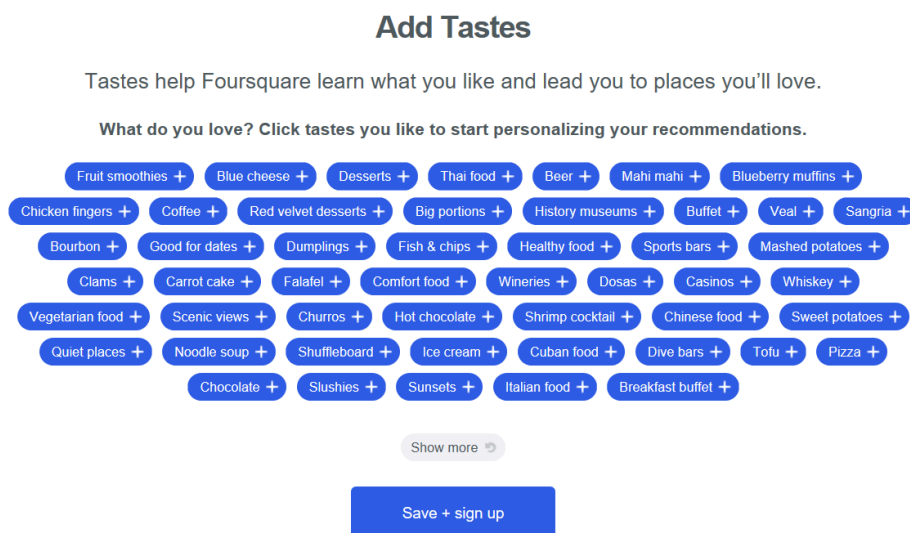 Add Tastes
Tastes help Foursquare learn what you like and lead you to places you'll love.
What do you love? Click tastes you like to start personalizing your recommendations.
Fruit smoothies + Blue cheese + Desserts + Thai food + Beer + Mahi mahi + Blueberry muffins +
Chicken fingers + Coffee + Red velvet desserts + Big portions + History museums + Buffet + Veal + Sangria +
Bourbon + Good for dates + Dumplings + Fish & chips + Healthy food + Sports bars + Mashed potatoes +
Clams + Carrot cake + Falafel + Comfort food + Wineries + Dosas + Casinos + Whiskey +
Vegetarian food + Scenic views + Churros + Hot chocolate + Shrimp cocktail + Chinese food + Sweet potatoes +
Quiet places + Noodle soup + Shuffleboard + Ice cream + Cuban food + Dive bars + Tofu + Pizza +
Chocolate + Slushies + Sunsets + Italian food + Breakfast buffet +
Show more
Save + sign up